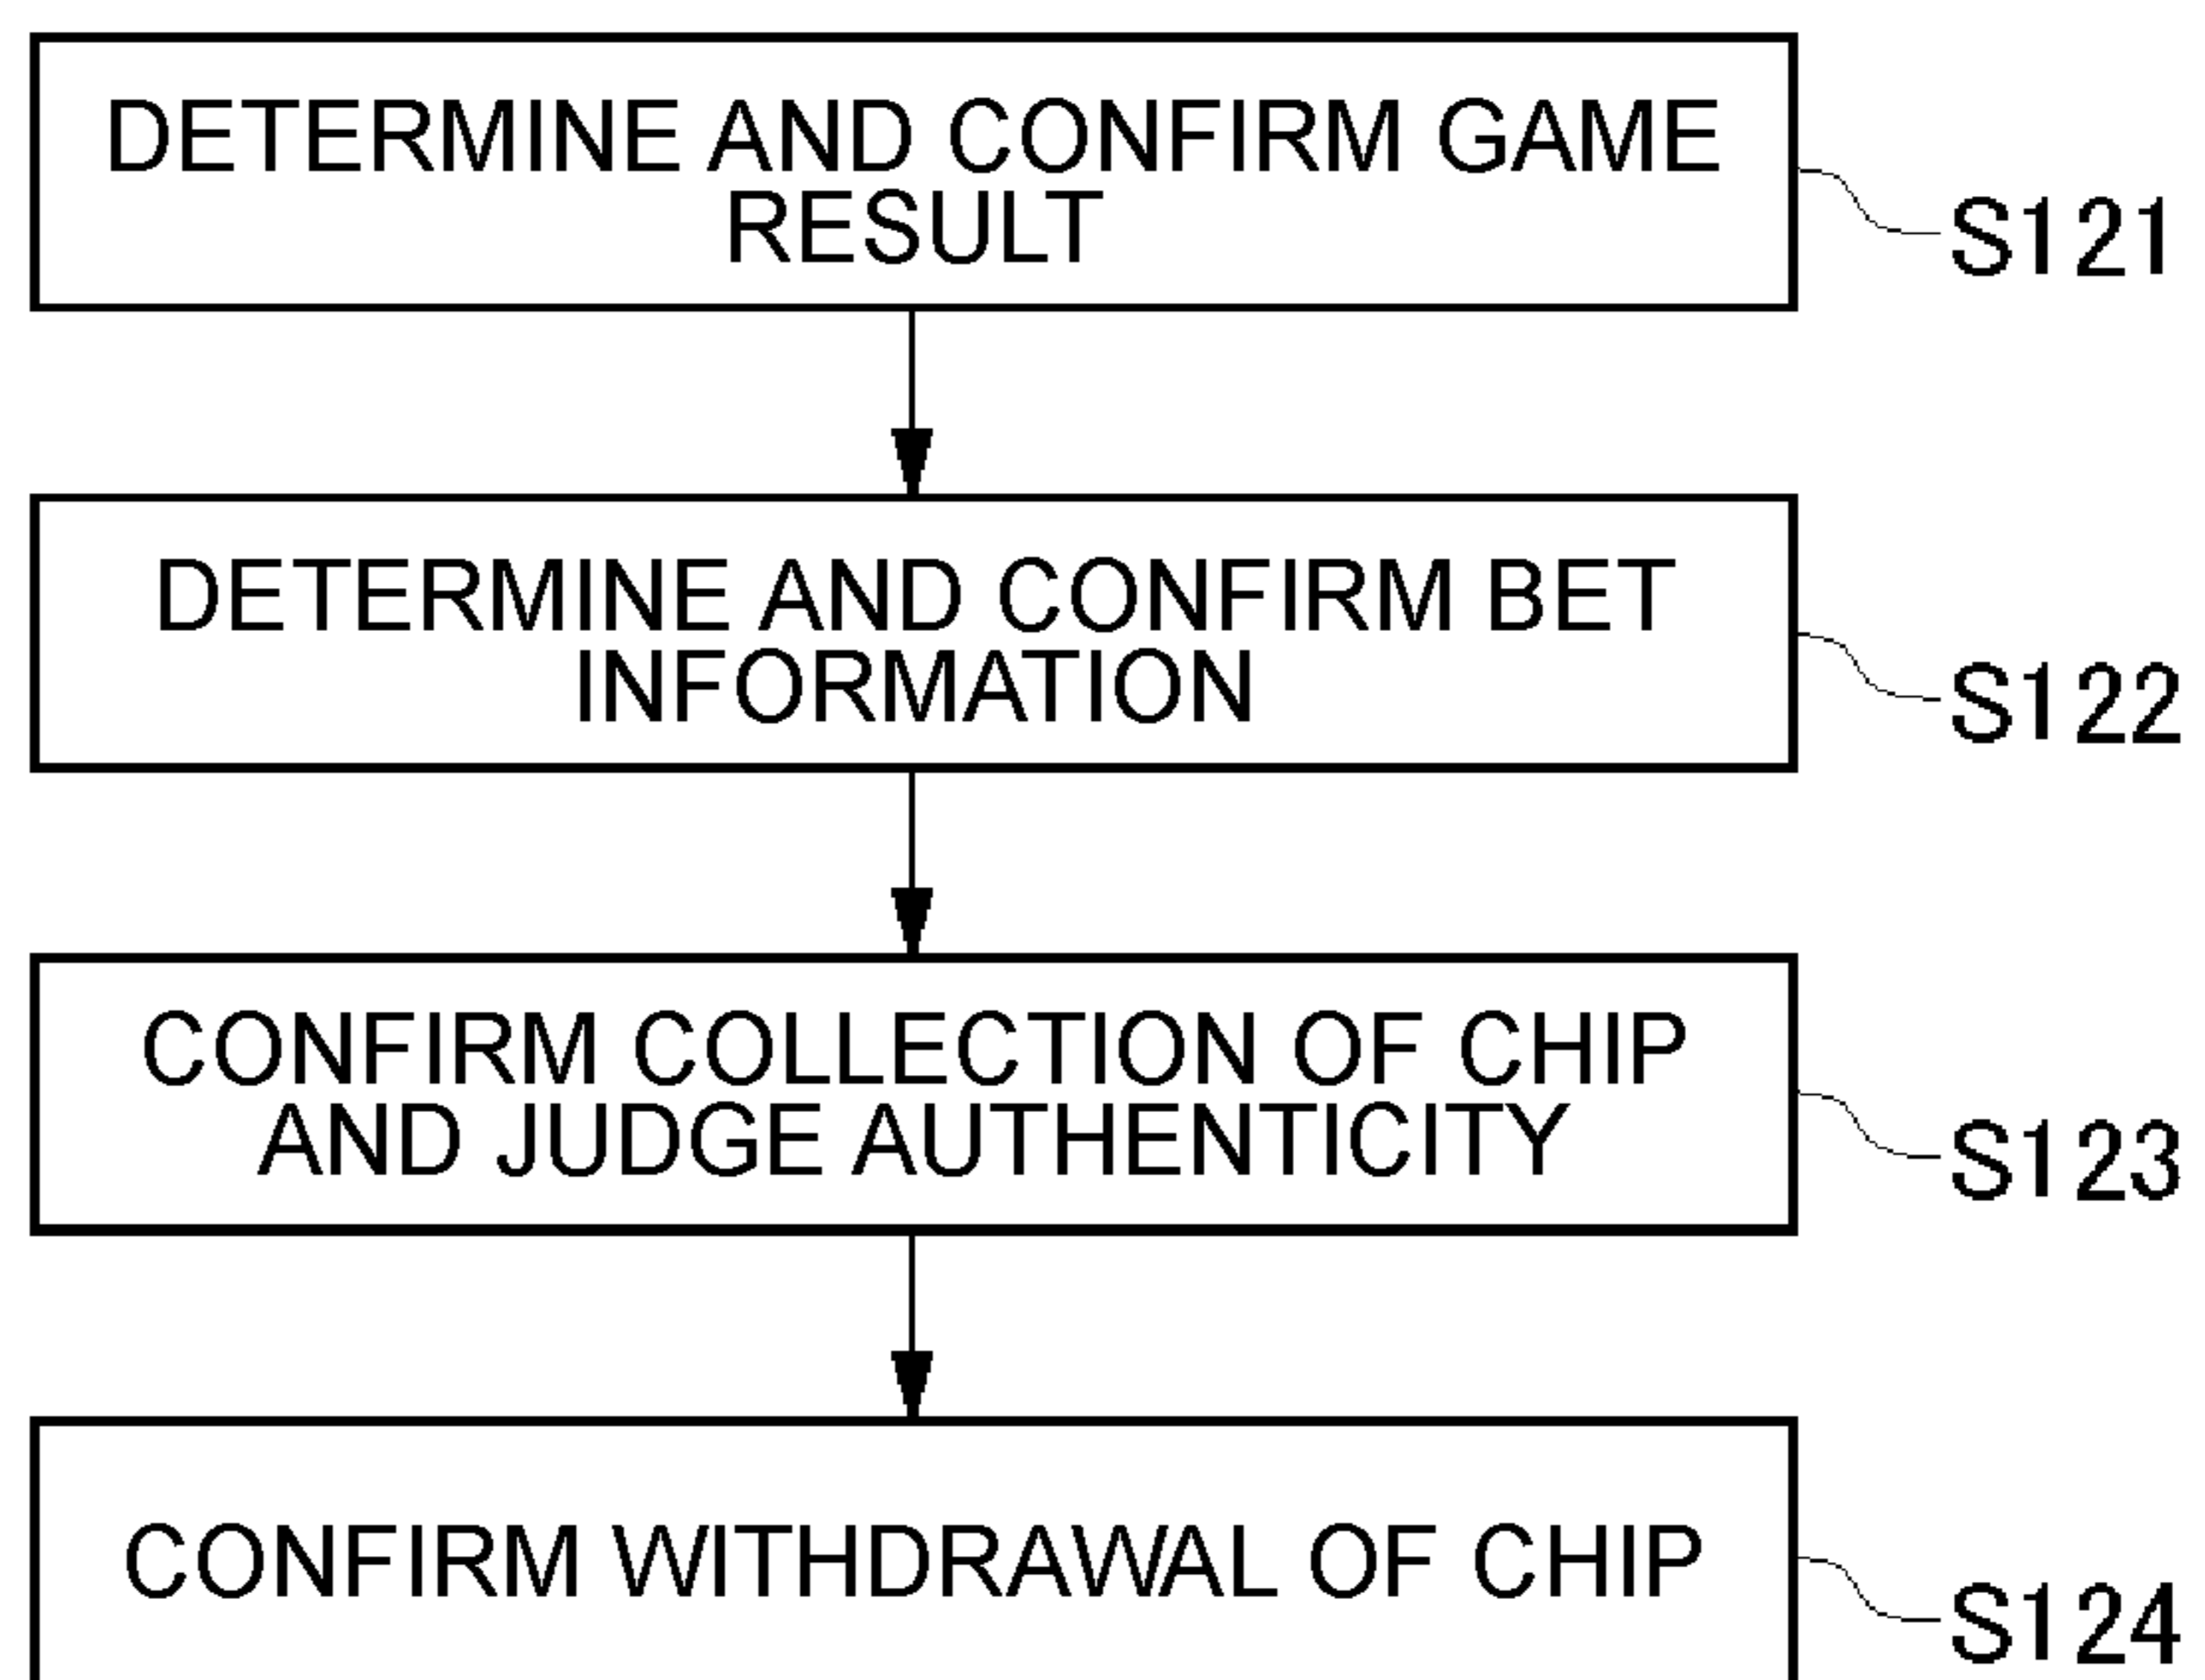 DETERMINE AND CONFIRM GAME
RESULT
S121
DETERMINE AND CONFIRM BET
INFORMATION
S122
CONFIRM COLLECTION OF CHIP
AND JUDGE AUTHENTICITY
S123
CONFIRM WITHDRAWAL OF CHIP
S124